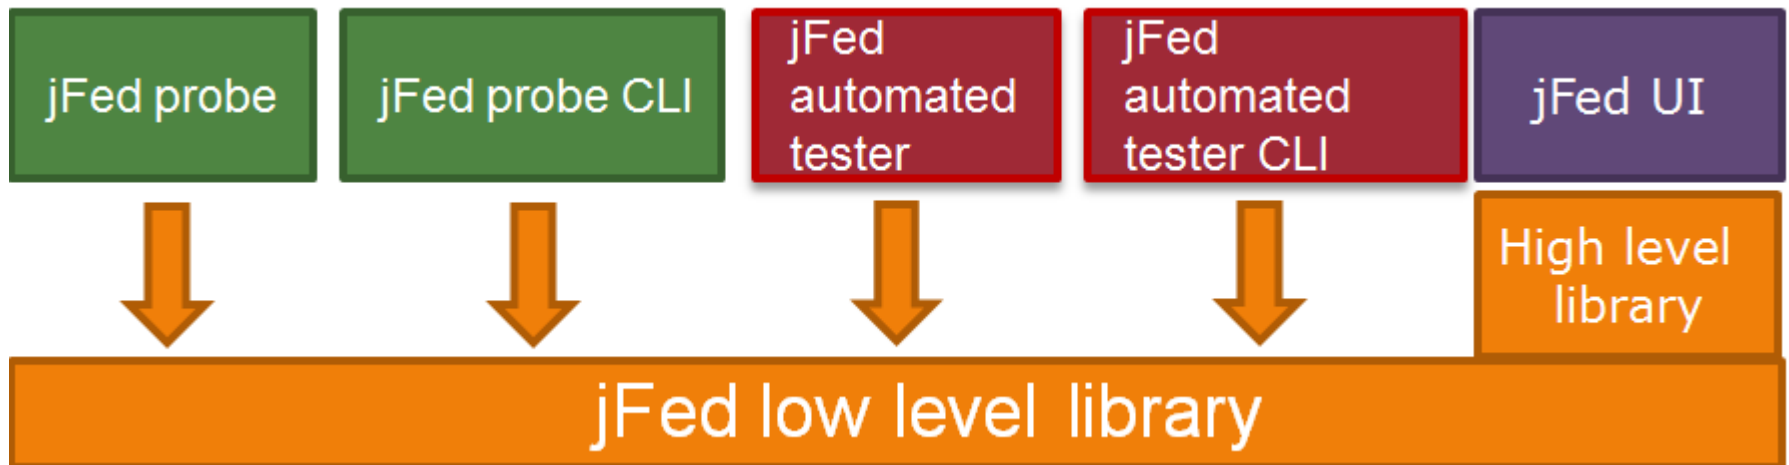 jFed probe
jFed probe CLI
jFed
automated
tester
jFed
automated
tester CLI
jFed UI
High level
library
jFed low level library